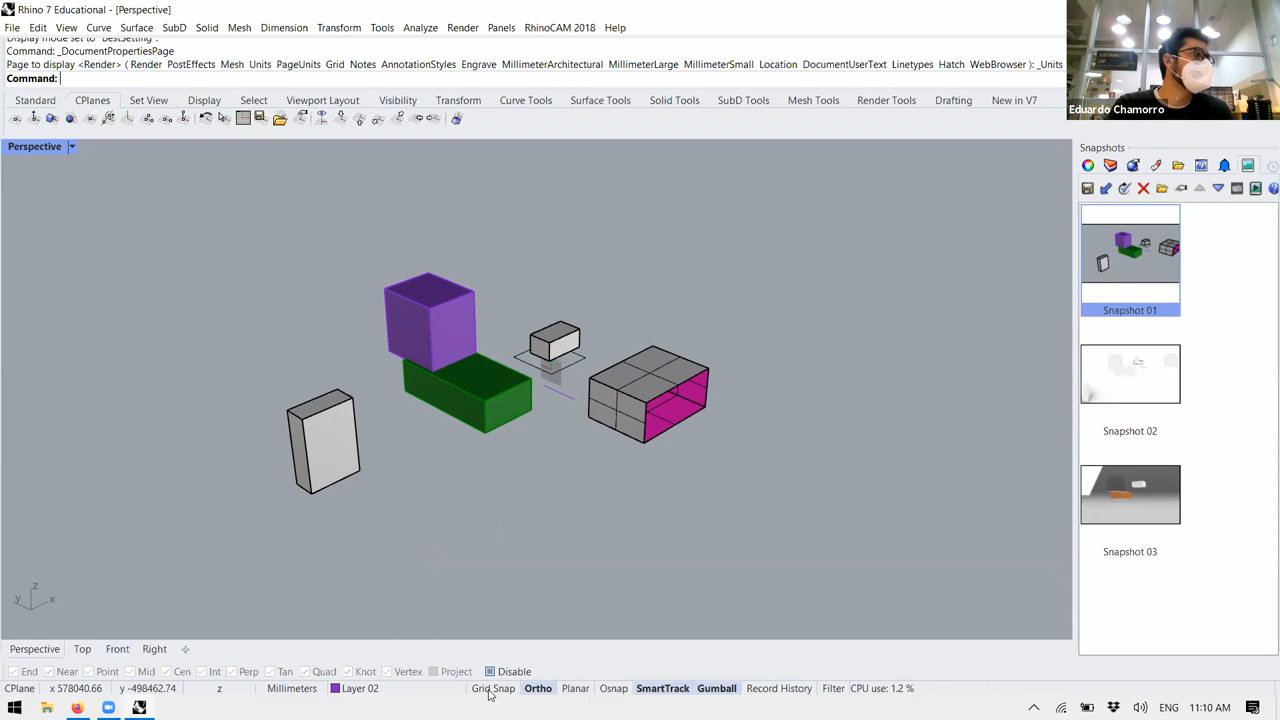 Rhino 7 Educational - [Perspective]
File Edit View Curve Surface SubD Solid Mesh Dimension Transform Tools Analyze Render Panels RhinoCAM 2018 Help
Display mode set to "bestSetting".
Command: _DocumentPropertiesPage
Page to display <Render> ( Render PostEffects Mesh Units PageUnits Grid Notes AnnotationStyles Engrave MillimeterArchitectural MillimeterLarge MillimeterSmall Location DocumentUserText Linetypes Hatch WebBrowser ): _Units
Command:
Standard CPlanes Set View Display Select Viewport Layout Visibility Transform Curve Tools Surface Tools Solid Tools SubD Tools Mesh Tools Render Tools Drafting New in V7
Eduardo Chamorro
Perspective
Snapshots
Snapshot 01
Snapshot 02
Snapshot 03
z
y x
Perspective Top Front Right
End Near Point Mid Cen Int Perp Tan Quad Knot Vertex Project Disable
CPlane x 578040.66 y -498462.74 z Millimeters Layer 02 Grid Snap Ortho Planar Osnap SmartTrack Gumball Record History Filter CPU use: 1.2 %
ENG 11:10 AM